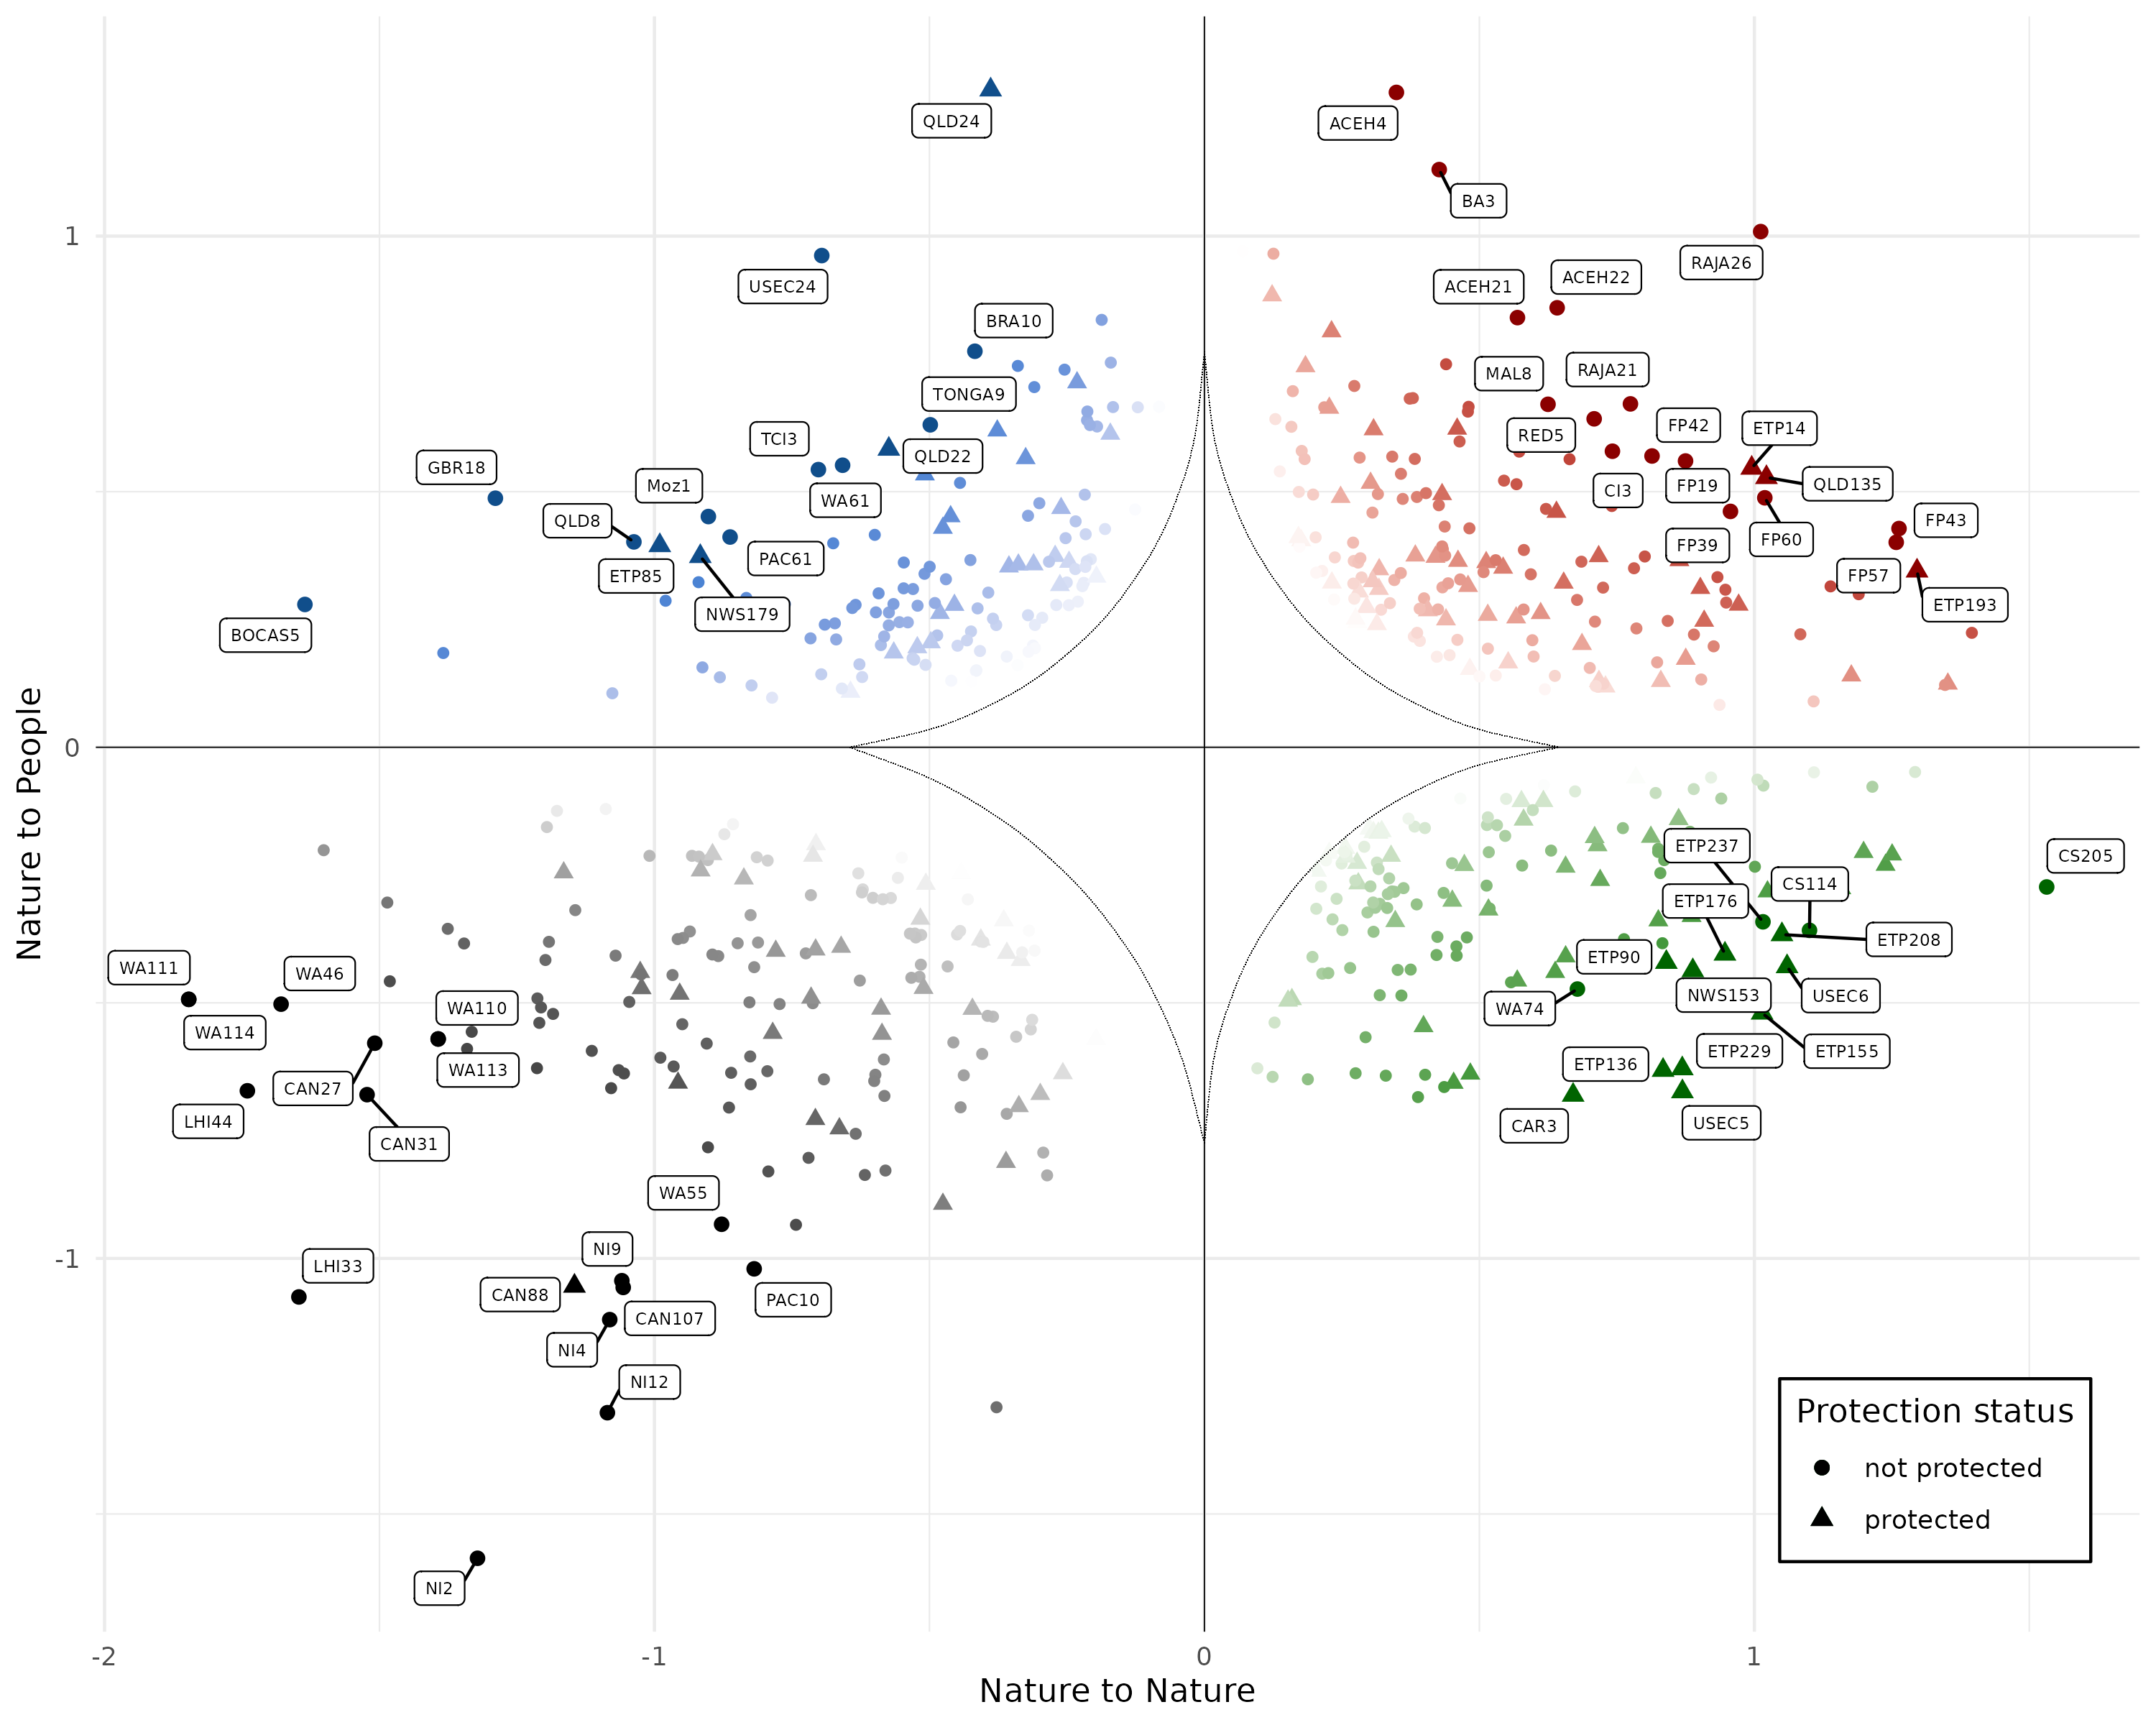 QLD24
ACEH4
BA3
RAJA26
USEC24
ACEH21
ACEH22
BRA10
MAL8
RAJA21
TONGA9
TCI3
QLD22
RED5
FP42
ETP14
GBR18
Moz1
WA61
CI3
FP19
QLD135
QLD8
PAC61
FP39
FP60
FP43
ETP85
NWS179
FP57
ETP193
BOCAS5
ETP237
CS205
ETP176
CS114
WA111
WA46
ETP90
ETP208
WA114
WA110
WA74
NWS153
USEC6
CAN27
WA113
ETP136
ETP229
ETP155
LHI44
CAN31
CAR3
USEC5
WA55
LHI33
NI9
CAN88
CAN107
PAC10
NI4
NI12
NI2
Protection status
not protected
protected
1
0
-1
Nature to People
-2
-1
0
1
Nature to Nature